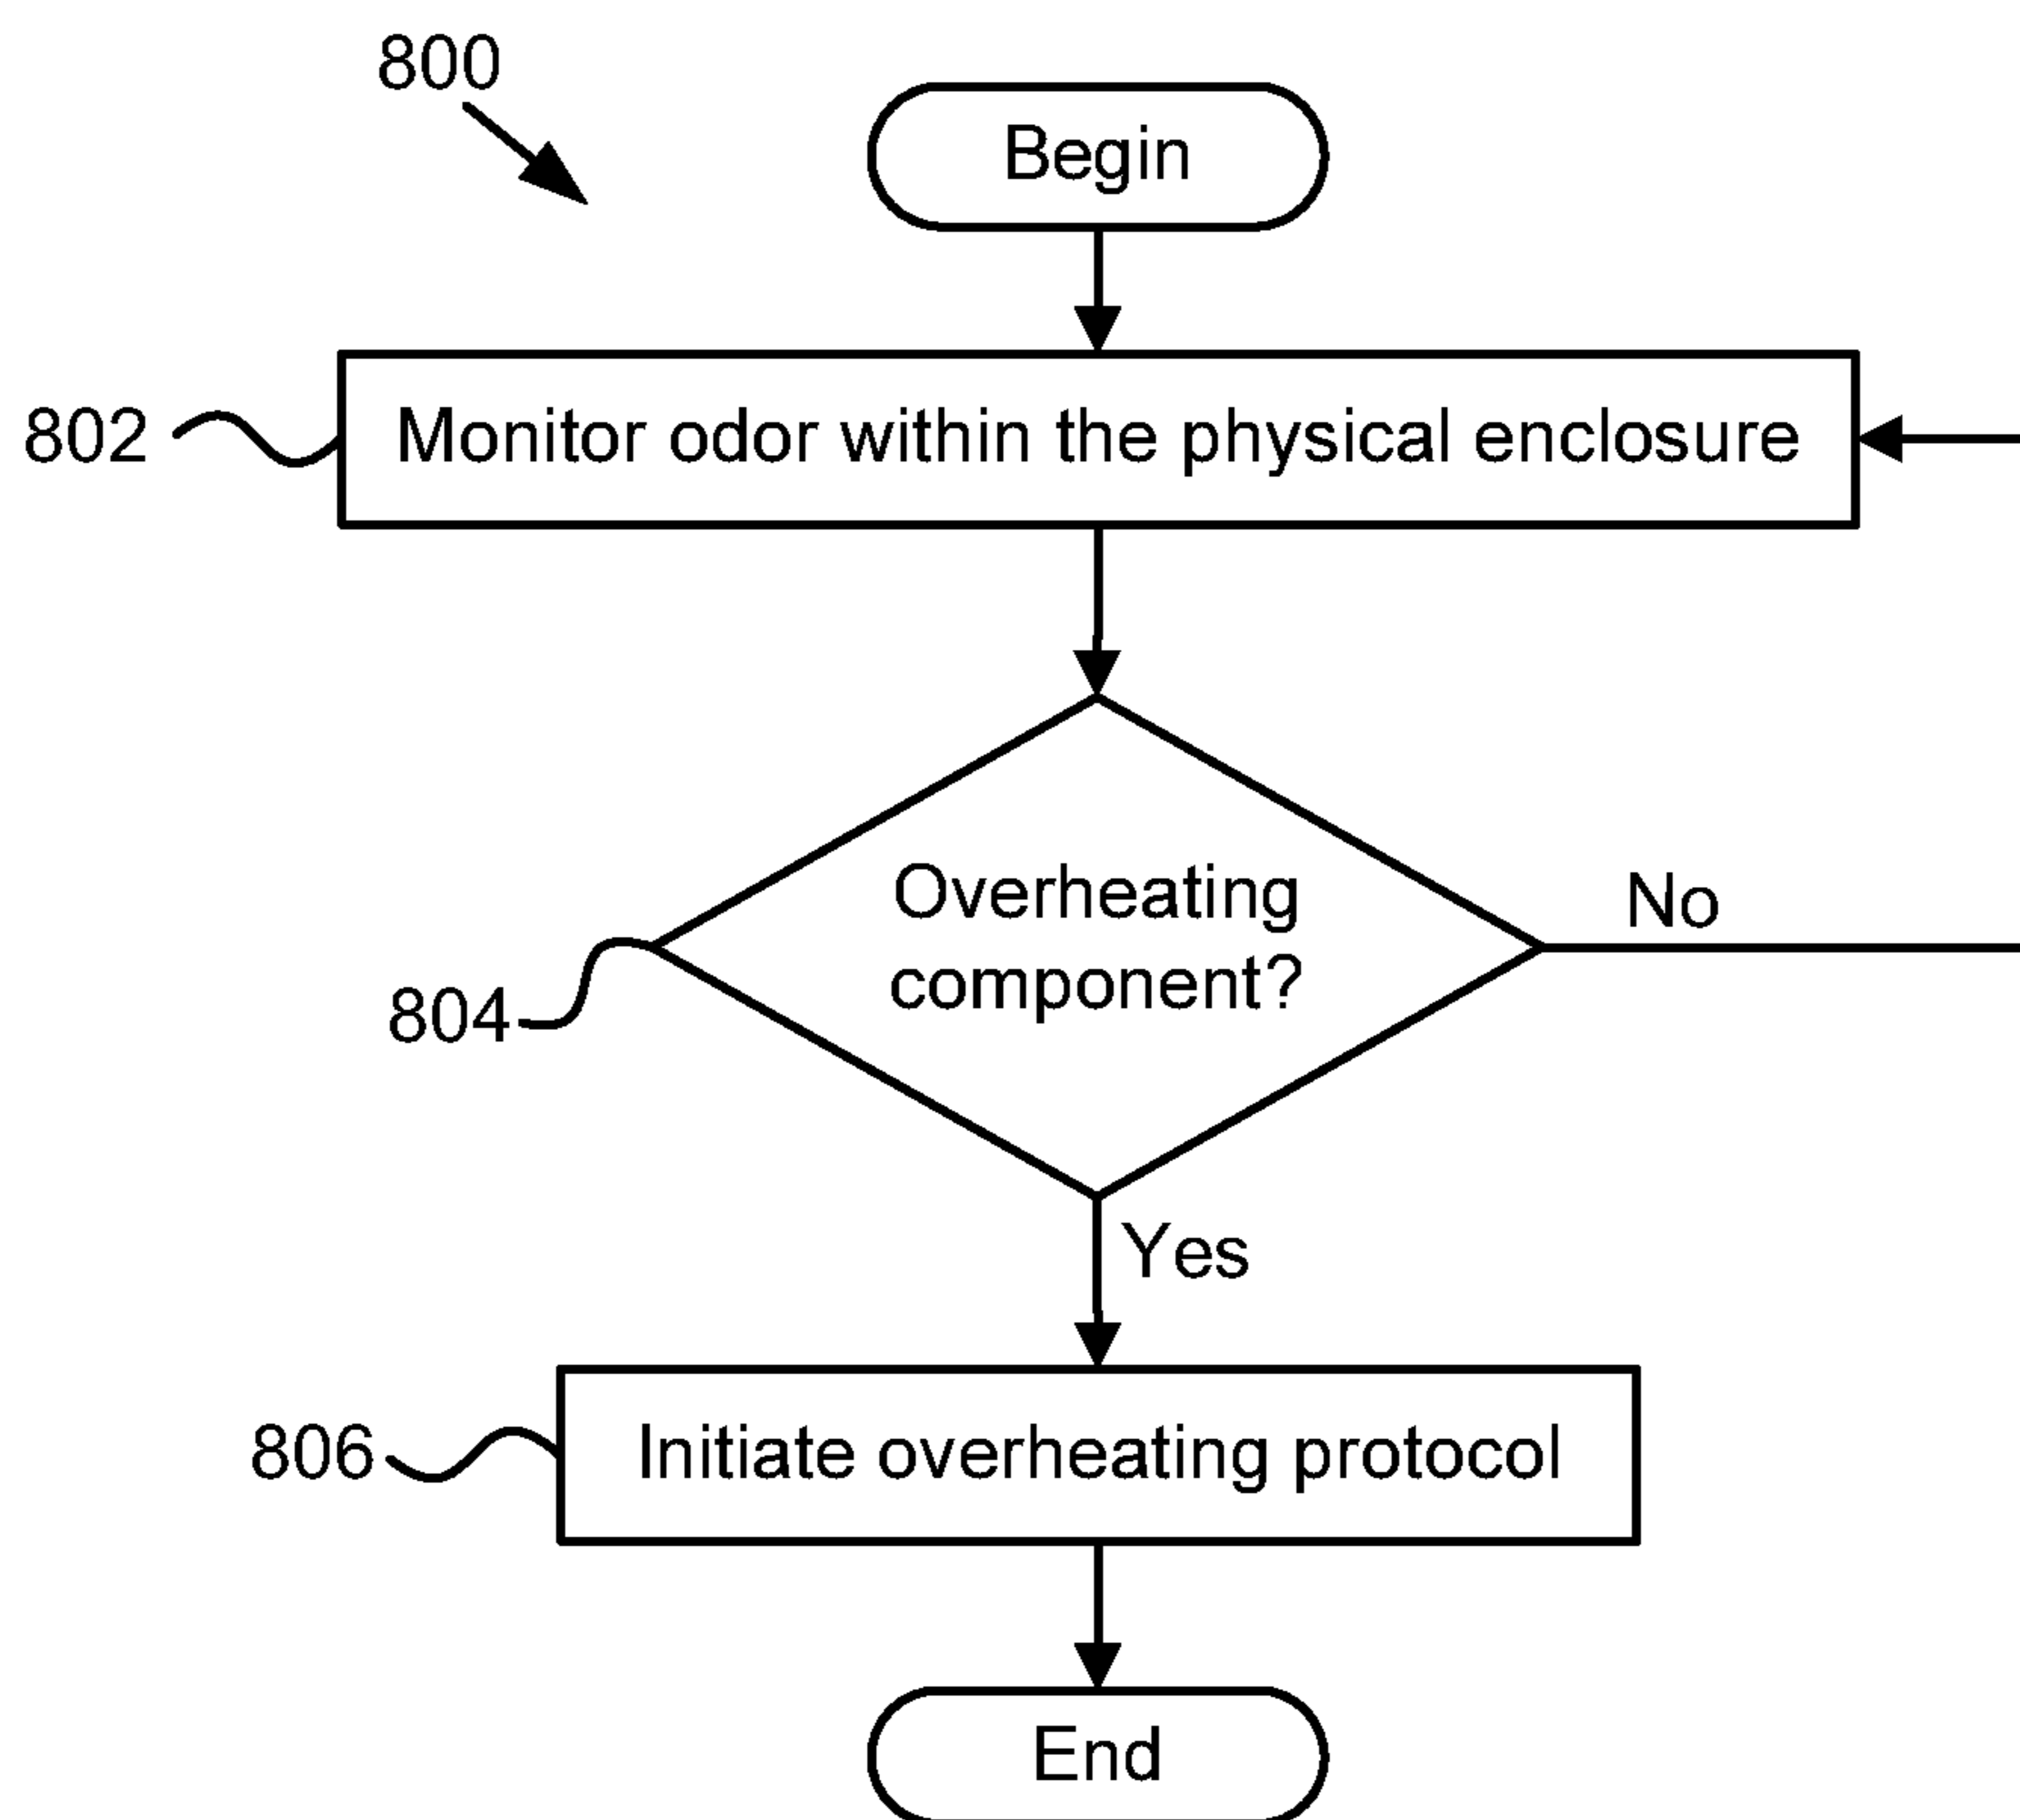 800
Begin
802
Monitor odor within the physical enclosure
Overheating
component?
No
804
Yes
806
Initiate overheating protocol
End